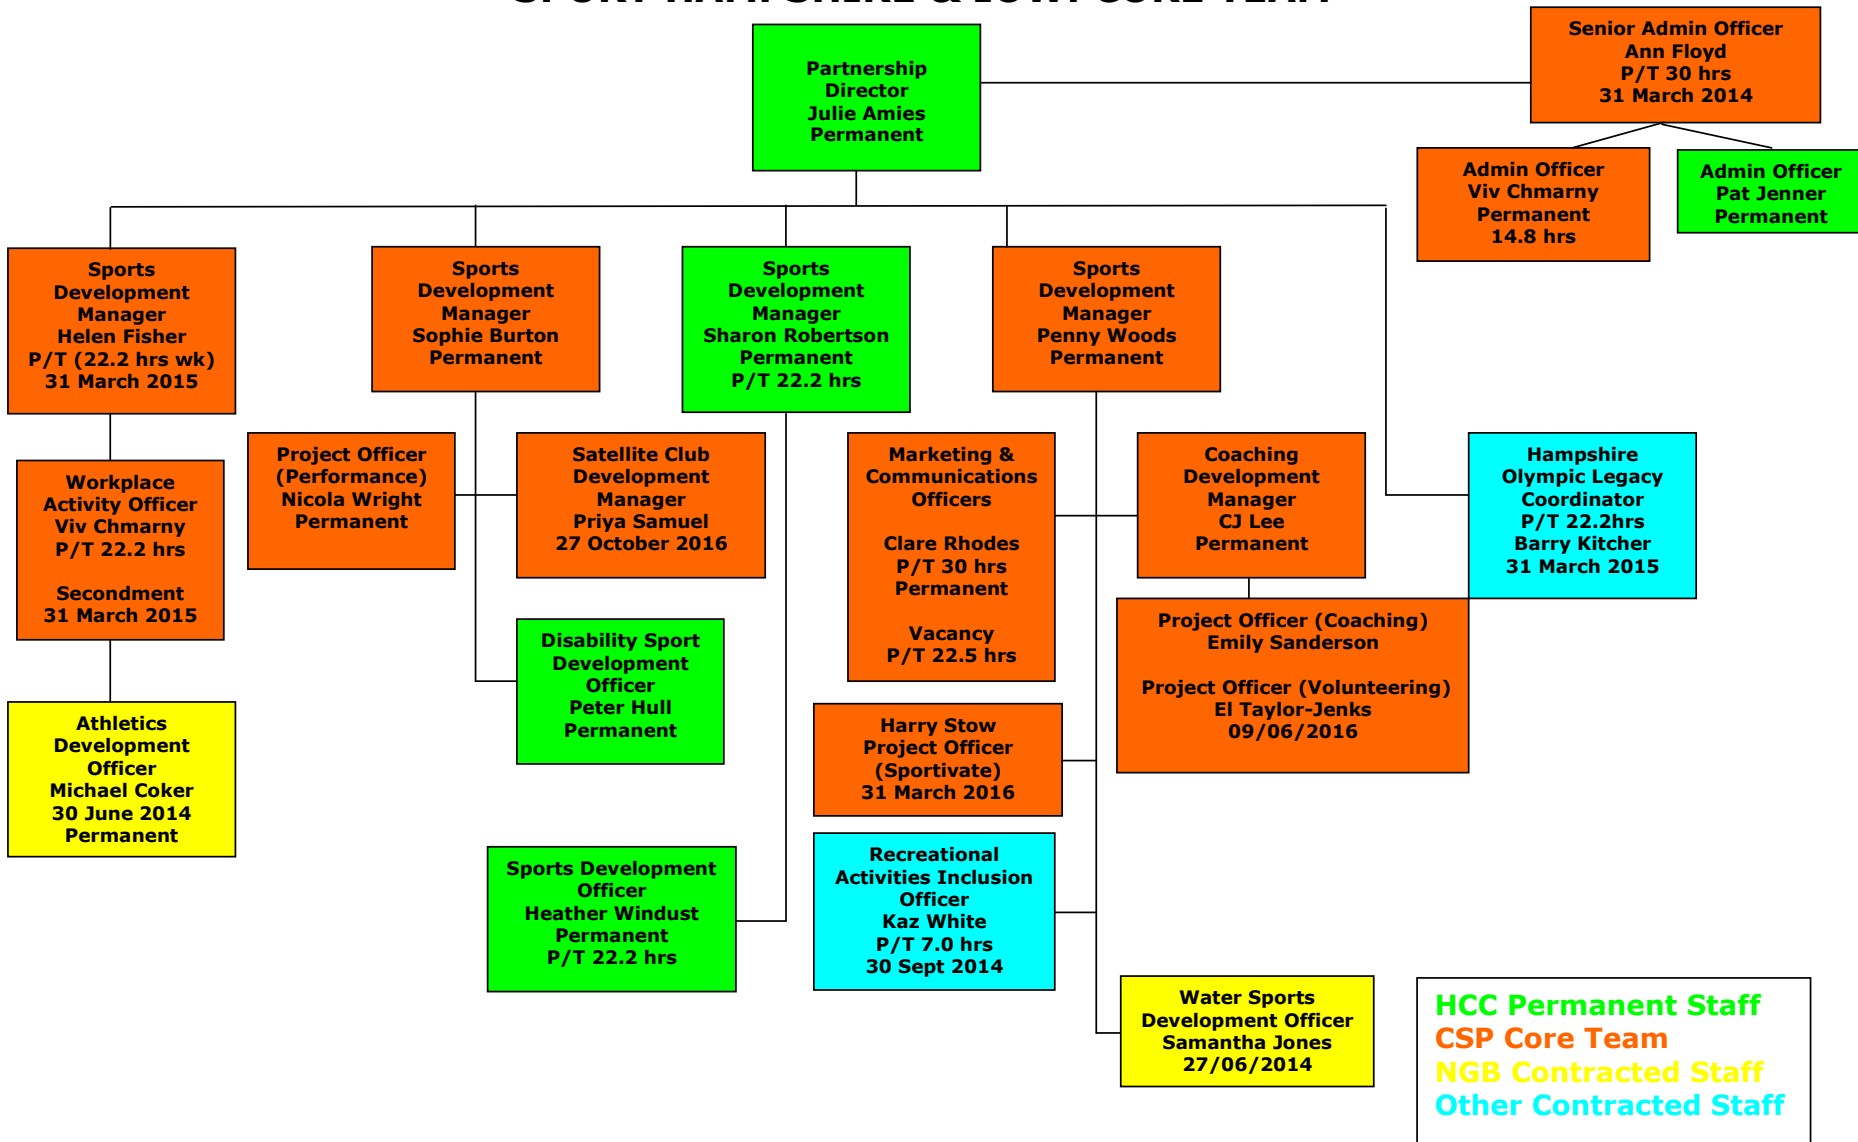 SPORT HAMPSHIRE & IOW: CORE TEAM
Partnership
Director
Julie Amies
Permanent
Senior Admin Officer
Ann Floyd
P/T 30 hrs
31 March 2014
Admin Officer
Viv Chmarny
Permanent
14.8 hrs
Admin Officer
Pat Jenner
Permanent
Sports
Development
Manager
Helen Fisher
P/T (22.2 hrs wk)
31 March 2015
Sports
Development
Manager
Sophie Burton
Permanent
Sports
Development
Manager
Sharon Robertson
Permanent
P/T 22.2 hrs
Sports
Development
Manager
Penny Woods
Permanent
Workplace
Activity Officer
Viv Chmarny
P/T 22.2 hrs
Secondment
31 March 2015
Project Officer
(Performance)
Nicola Wright
Permanent
Satellite Club
Development
Manager
Priya Samuel
27 October 2016
Marketing &
Communications
Officers
Clare Rhodes
P/T 30 hrs
Permanent
Vacancy
P/T 22.5 hrs
Coaching
Development
Manager
CJ Lee
Permanent
Hampshire
Olympic Legacy
Coordinator
P/T 22.2hrs
Barry Kitcher
31 March 2015
Project Officer (Coaching)
Emily Sanderson
Project Officer (Volunteering)
El Taylor-Jenks
09/06/2016
Disability Sport
Development
Officer
Peter Hull
Permanent
Athletics
Development
Officer
Michael Coker
30 June 2014
Permanent
Harry Stow
Project Officer
(Sportivate)
31 March 2016
Sports Development
Officer
Heather Windust
Permanent
P/T 22.2 hrs
Recreational
Activities Inclusion
Officer
Kaz White
P/T 7.0 hrs
30 Sept 2014
Water Sports
Development Officer
Samantha Jones
27/06/2014
HCC Permanent Staff
CSP Core Team
NGB Contracted Staff
Other Contracted Staff